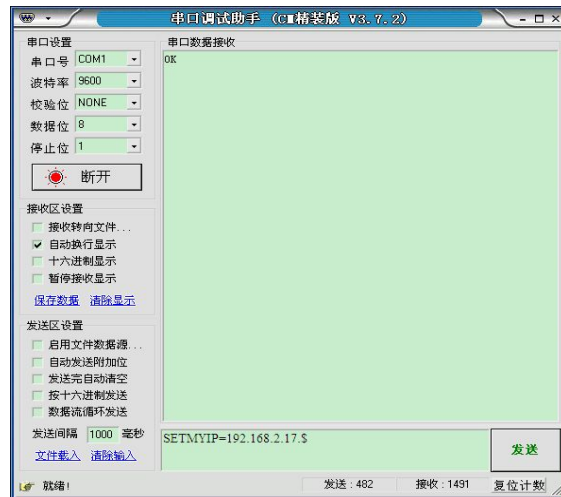 串口调试助手 (CM精装版 V3.7.2)
串口设置
串口号 COM1
波特率 9600
校验位 NONE
数据位 8
停止位 1
断开
接收区设置
接收转向文件...
自动换行显示
十六进制显示
暂停接收显示
保存数据 清除显示
发送区设置
启用文件数据源...
自动发送附加位
发送完自动清空
按十六进制发送
数据流循环发送
发送间隔 1000 毫秒
文件载入 清除输入
串口数据接收
OK
SETMYIP=192.168.2.17.$
发送
就绪!
发送 : 482
接收 : 1491
复位计数